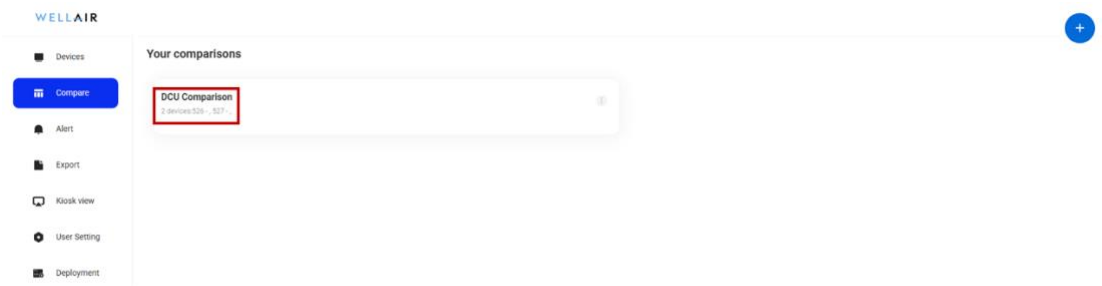 WELLAIR
+
Devices
Your comparisons
Compare
DCU Comparison
2 devices:526 - , 527 - ,
Alert
Export
Kiosk view
User Setting
Deployment